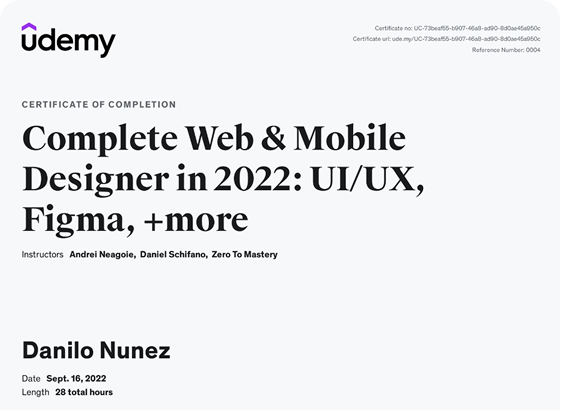 udemy
Certificate no: UC-73beaf55-b907-46a8-ad90-8d0ae45a950c
Certificate url: ude.my/UC-73beaf55-b907-46a8-ad90-8d0ae45a950c
Reference Number: 0004
CERTIFICATE OF COMPLETION
Complete Web & Mobile
Designer in 2022: UI/UX,
Figma, +more
Instructors Andrei Neagoie, Daniel Schifano, Zero To Mastery
Danilo Nunez
Date Sept. 16, 2022
Length 28 total hours